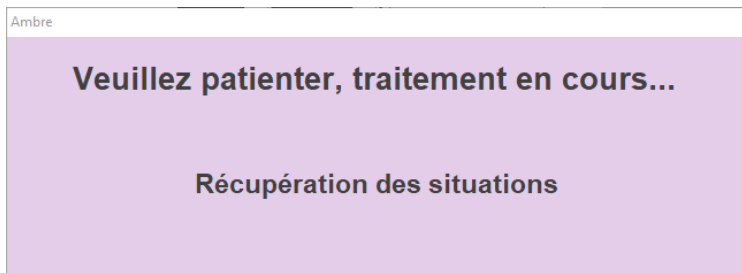 Ambre
Veuillez patienter, traitement en cours...
Récupération des situations